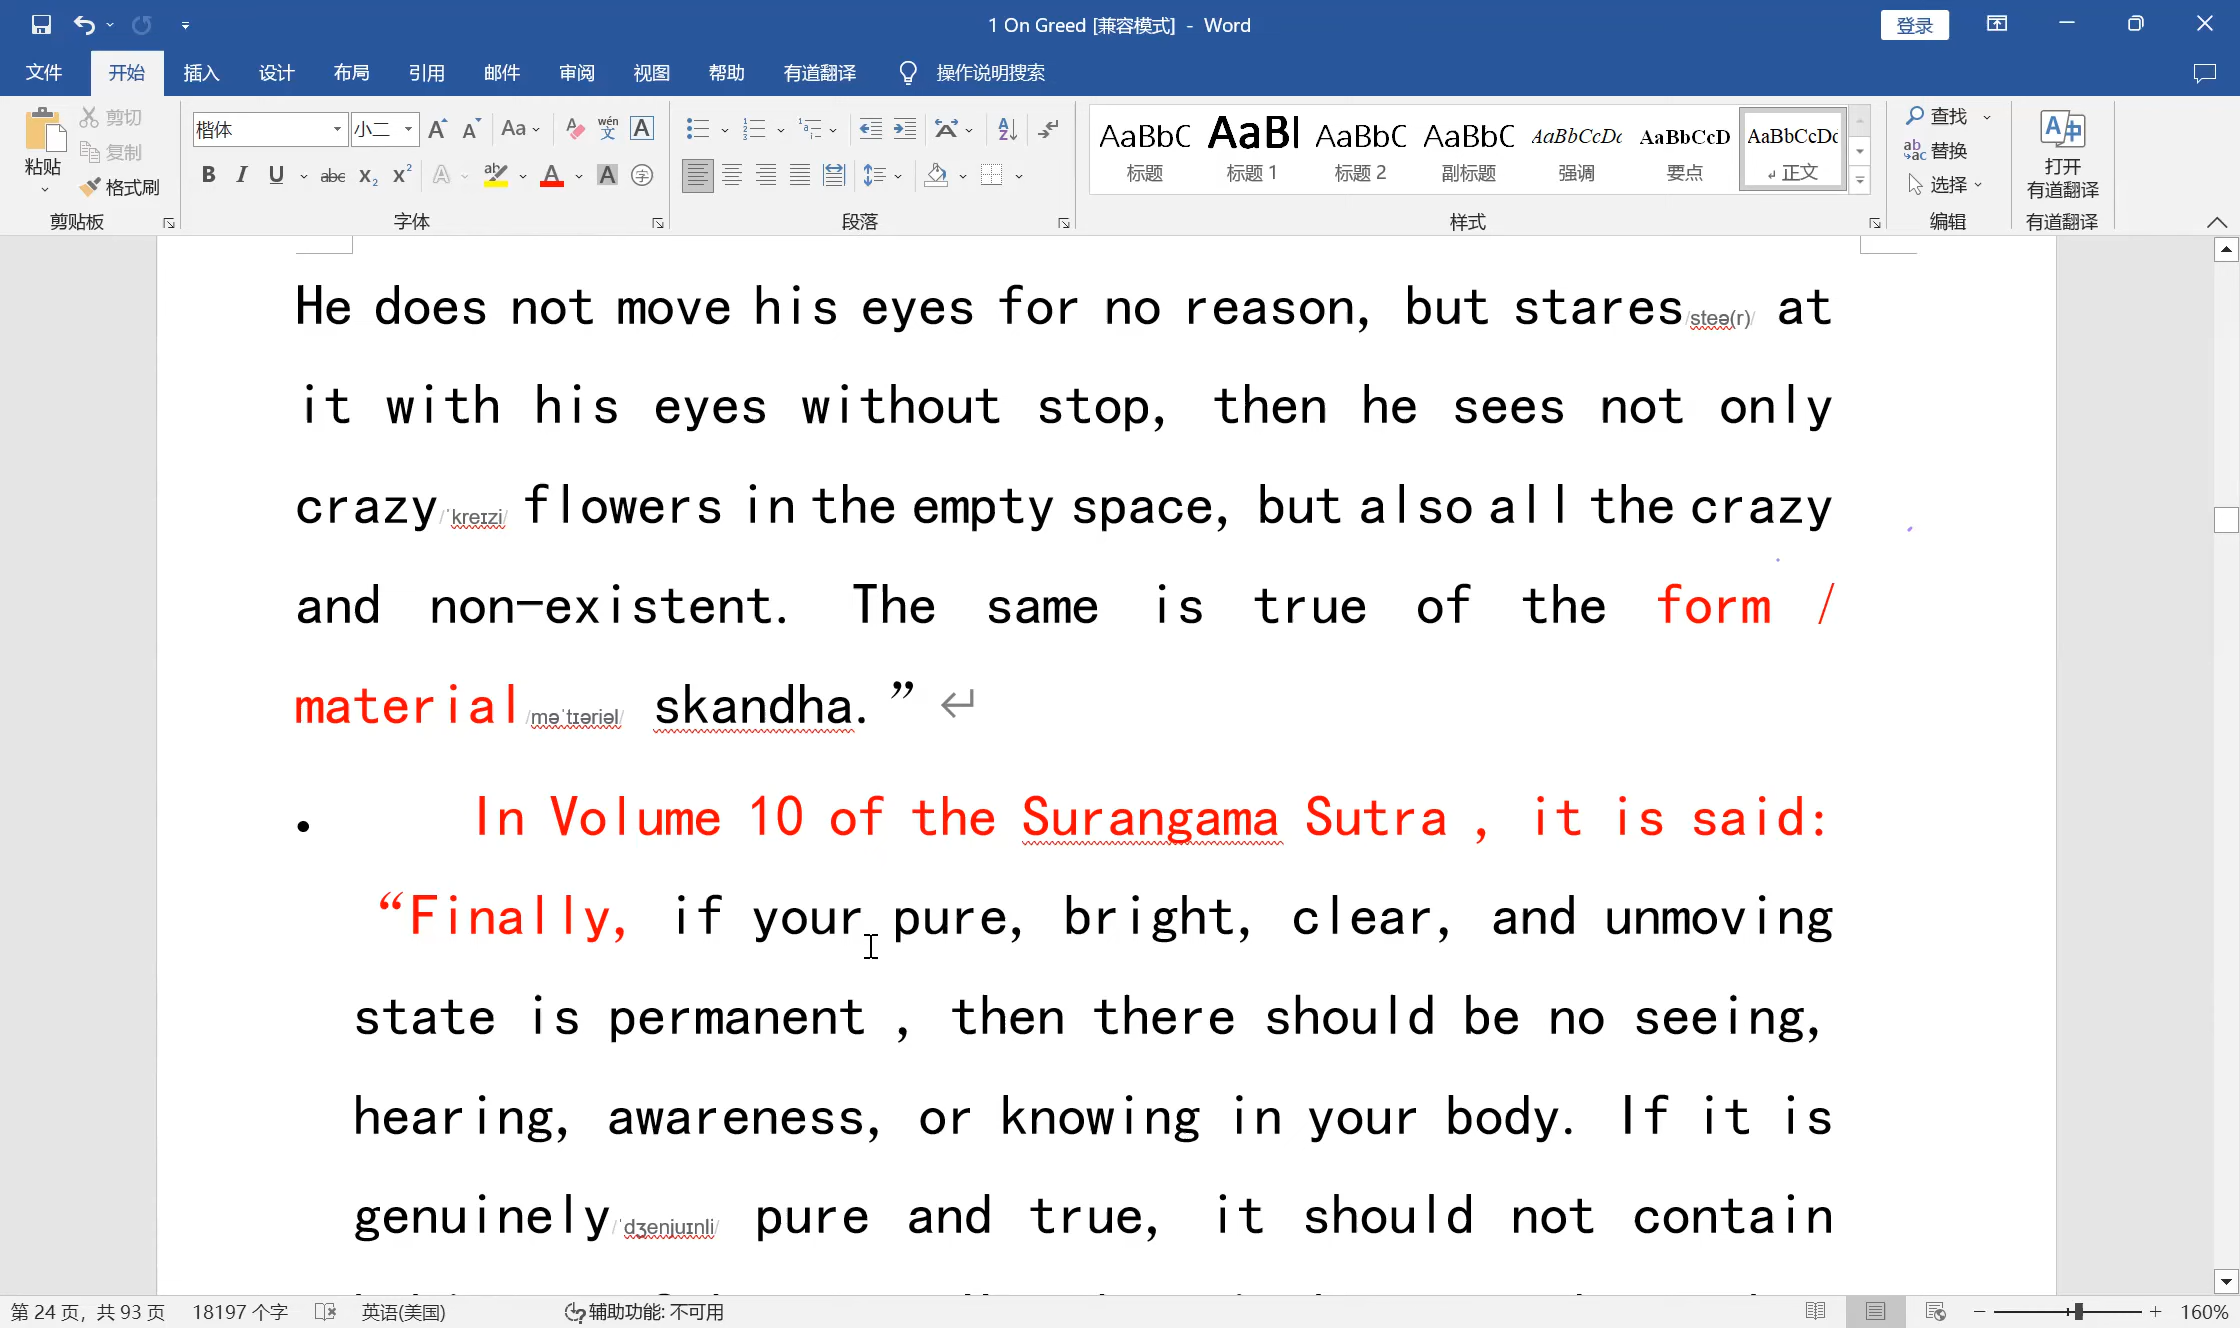 1 On Greed [兼容模式] - Word
登录
文件 开始 插入 设计 布局 引用 邮件 审阅 视图 帮助 有道翻译 操作说明搜索
粘贴 剪切 复制 格式刷
剪贴板
楷体 小二
字体
段落
AaBbC 标题
AaBl 标题 1
AaBbC 标题 2
AaBbC 副标题
AaBbCcDc 强调
AaBbCcD 要点
AaBbCcDc ↲正文
样式
查找
替换
选择
编辑
打开
有道翻译
有道翻译
He does not move his eyes for no reason, but stares/steə(r)/ at
it with his eyes without stop, then he sees not only
crazy/ˈkreɪzi/ flowers in the empty space, but also all the crazy
and non-existent. The same is true of the form /
material/məˈtɪəriəl/ skandha.” ↵
• In Volume 10 of the Surangama Sutra , it is said:
“Finally, if your pure, bright, clear, and unmoving
state is permanent , then there should be no seeing,
hearing, awareness, or knowing in your body. If it is
genuinely/ˈdʒenjuɪnli/ pure and true, it should not contain
第 24 页，共 93 页 18197 个字 英语(美国) 辅助功能: 不可用 160%